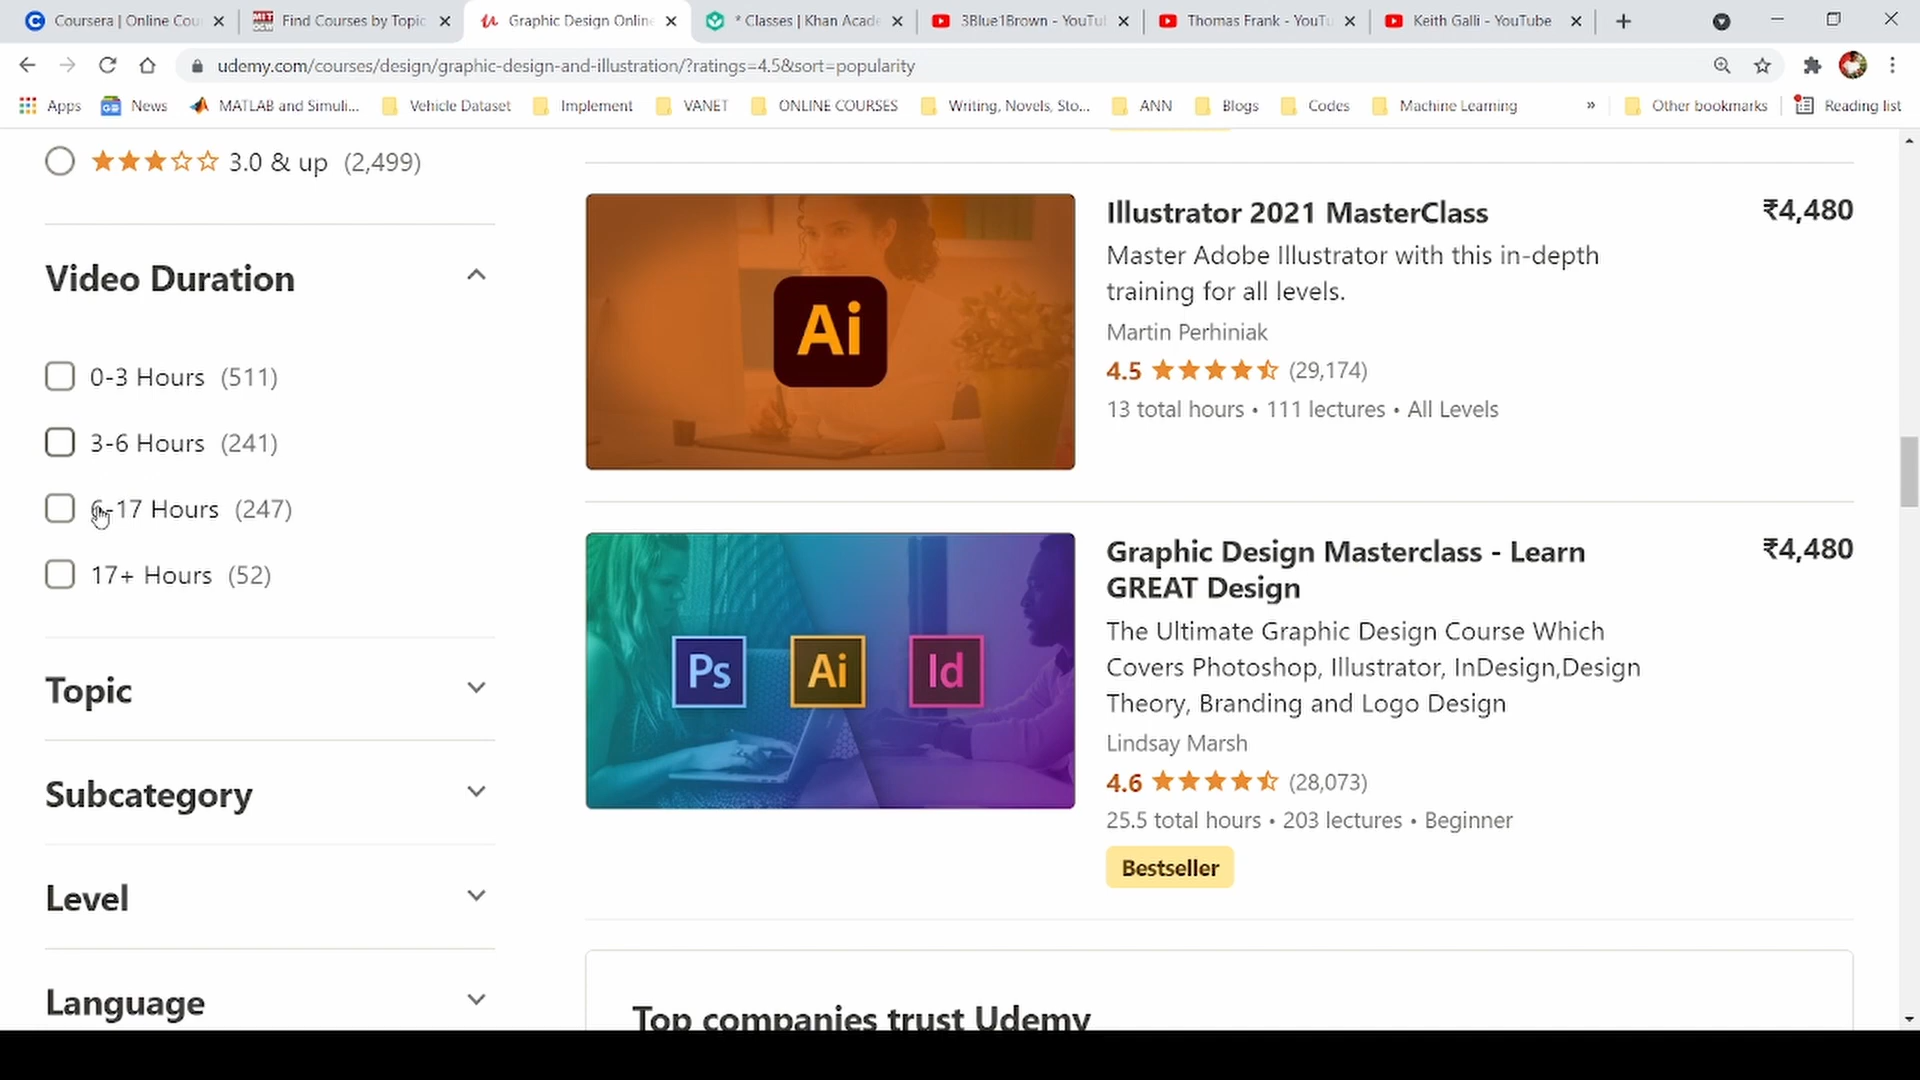 Coursera | Online Cou
Find Courses by Topic
Graphic Design Online
* Classes | Khan Acade
3Blue1Brown - YouTu
Thomas Frank - YouTu
Keith Galli - YouTube
udemy.com/courses/design/graphic-design-and-illustration/?ratings=4.5&sort=popularity
Apps
News
MATLAB and Simuli...
Vehicle Dataset
Implement
VANET
ONLINE COURSES
Writing, Novels, Sto...
ANN
Blogs
Codes
Machine Learning
»
Other bookmarks
Reading list
3.0 & up (2,499)
Video Duration
0-3 Hours (511)
3-6 Hours (241)
6-17 Hours (247)
17+ Hours (52)
Topic
Subcategory
Level
Language
Ai
Illustrator 2021 MasterClass
₹4,480
Master Adobe Illustrator with this in-depth
training for all levels.
Martin Perhiniak
4.5 (29,174)
13 total hours • 111 lectures • All Levels
Ps
Ai
Id
Graphic Design Masterclass - Learn
GREAT Design
₹4,480
The Ultimate Graphic Design Course Which
Covers Photoshop, Illustrator, InDesign,Design
Theory, Branding and Logo Design
Lindsay Marsh
4.6 (28,073)
25.5 total hours • 203 lectures • Beginner
Bestseller
Top companies trust Udemy